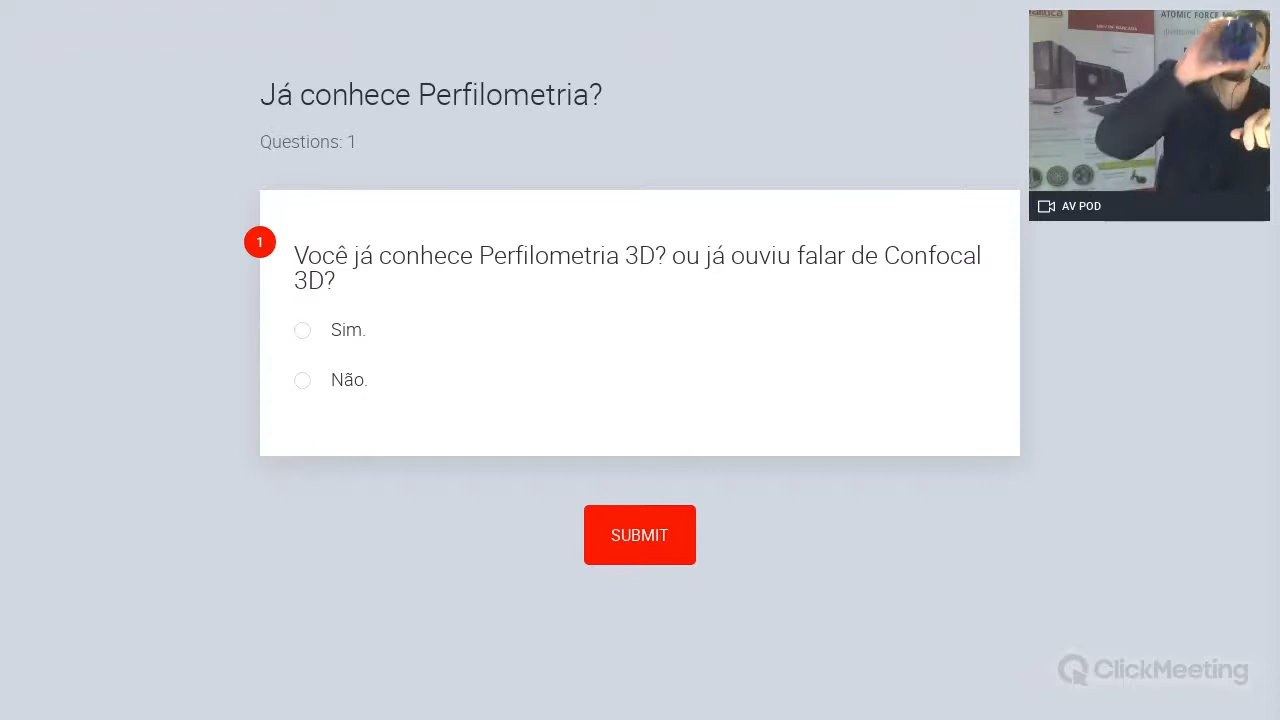 Já conhece Perfilometria?
Questions: 1
1
Você já conhece Perfilometria 3D? ou já ouviu falar de Confocal
3D?
Sim.
Não.
SUBMIT
ATOMIC FORCE
AV POD
ClickMeeting